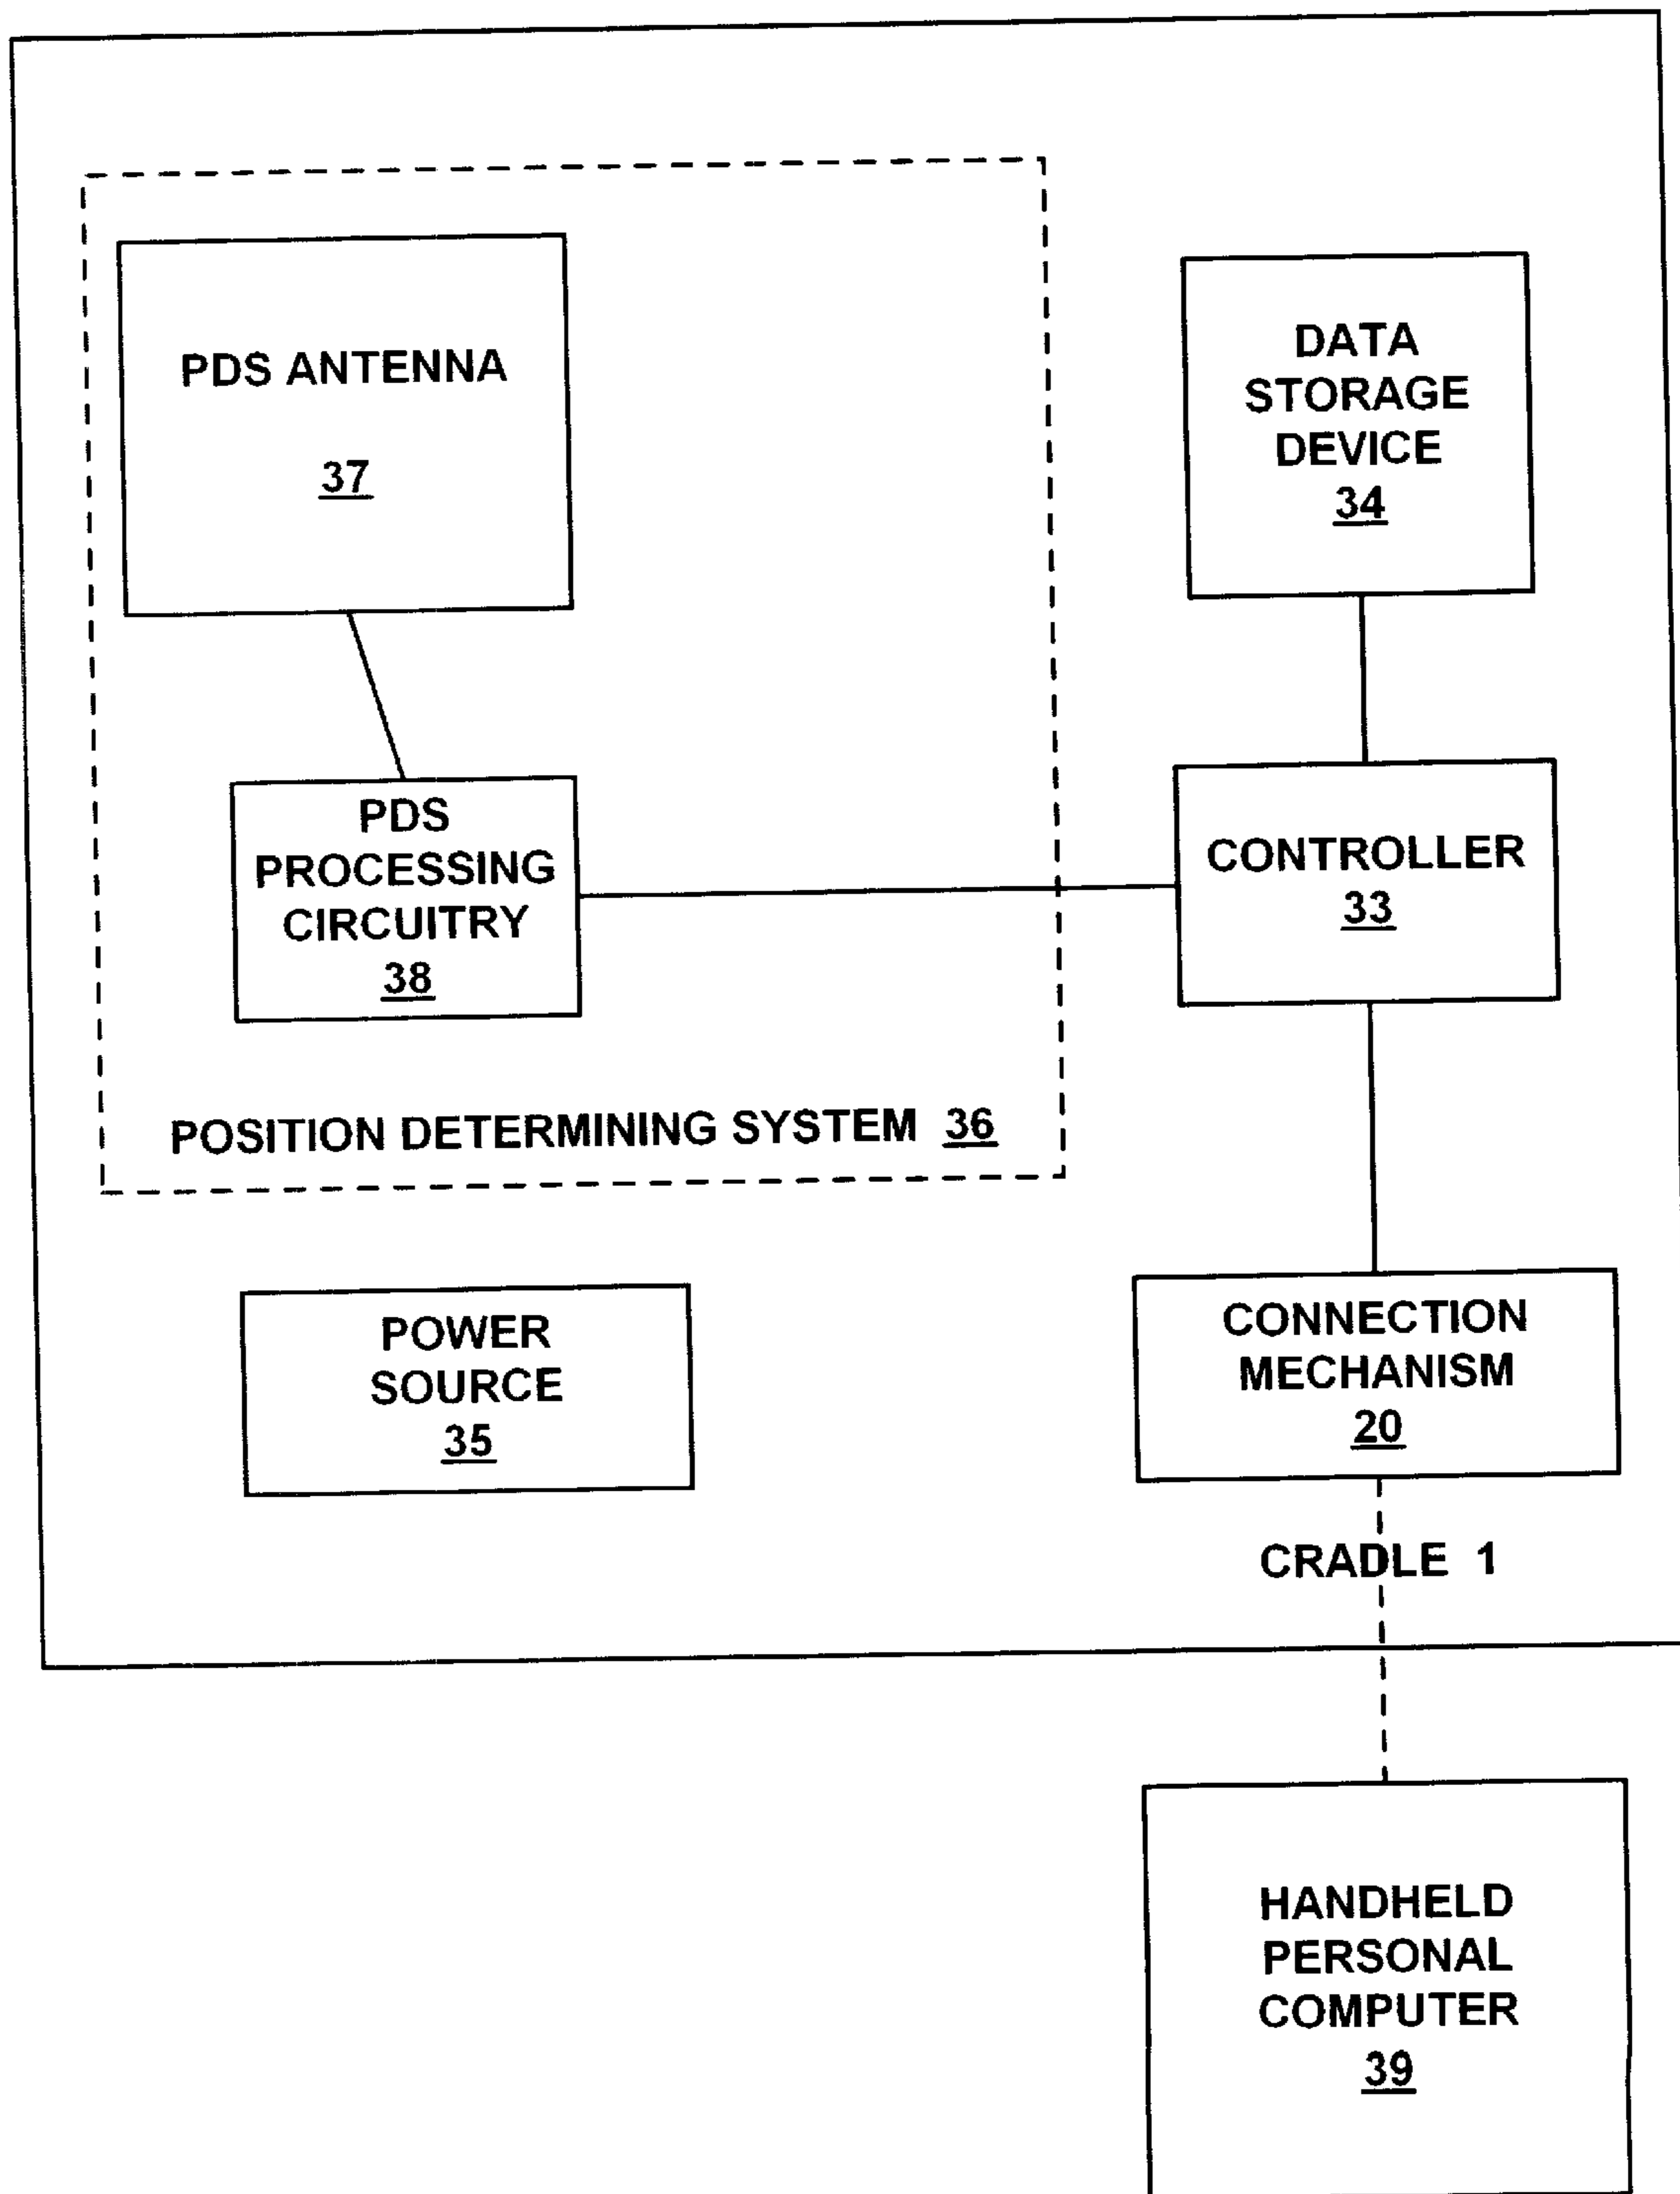 PDS ANTENNA
37
DATA
STORAGE
DEVICE
34
PDS
PROCESSING
CIRCUITRY
38
CONTROLLER
33
POSITION DETERMINING SYSTEM 36
POWER
SOURCE
35
CONNECTION
MECHANISM
20
CRADLE 1
HANDHELD
PERSONAL
COMPUTER
39